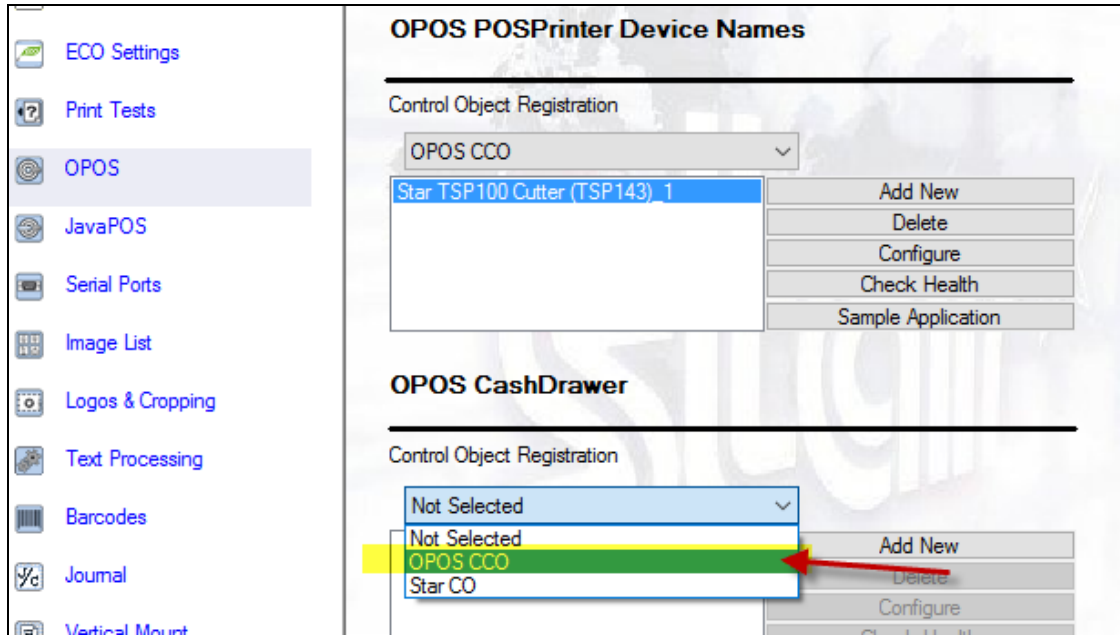 ECO Settings
Print Tests
OPOS
JavaPOS
Serial Ports
Image List
Logos & Cropping
Text Processing
Barcodes
Journal
Vertical Mount
OPOS POSPrinter Device Names
Control Object Registration
OPOS CCO
Star TSP100 Cutter (TSP143)_1
Add New
Delete
Configure
Check Health
Sample Application
OPOS CashDrawer
Control Object Registration
Not Selected
Not Selected
OPOS CCO
Star CO
Add New
Delete
Configure
Check Health